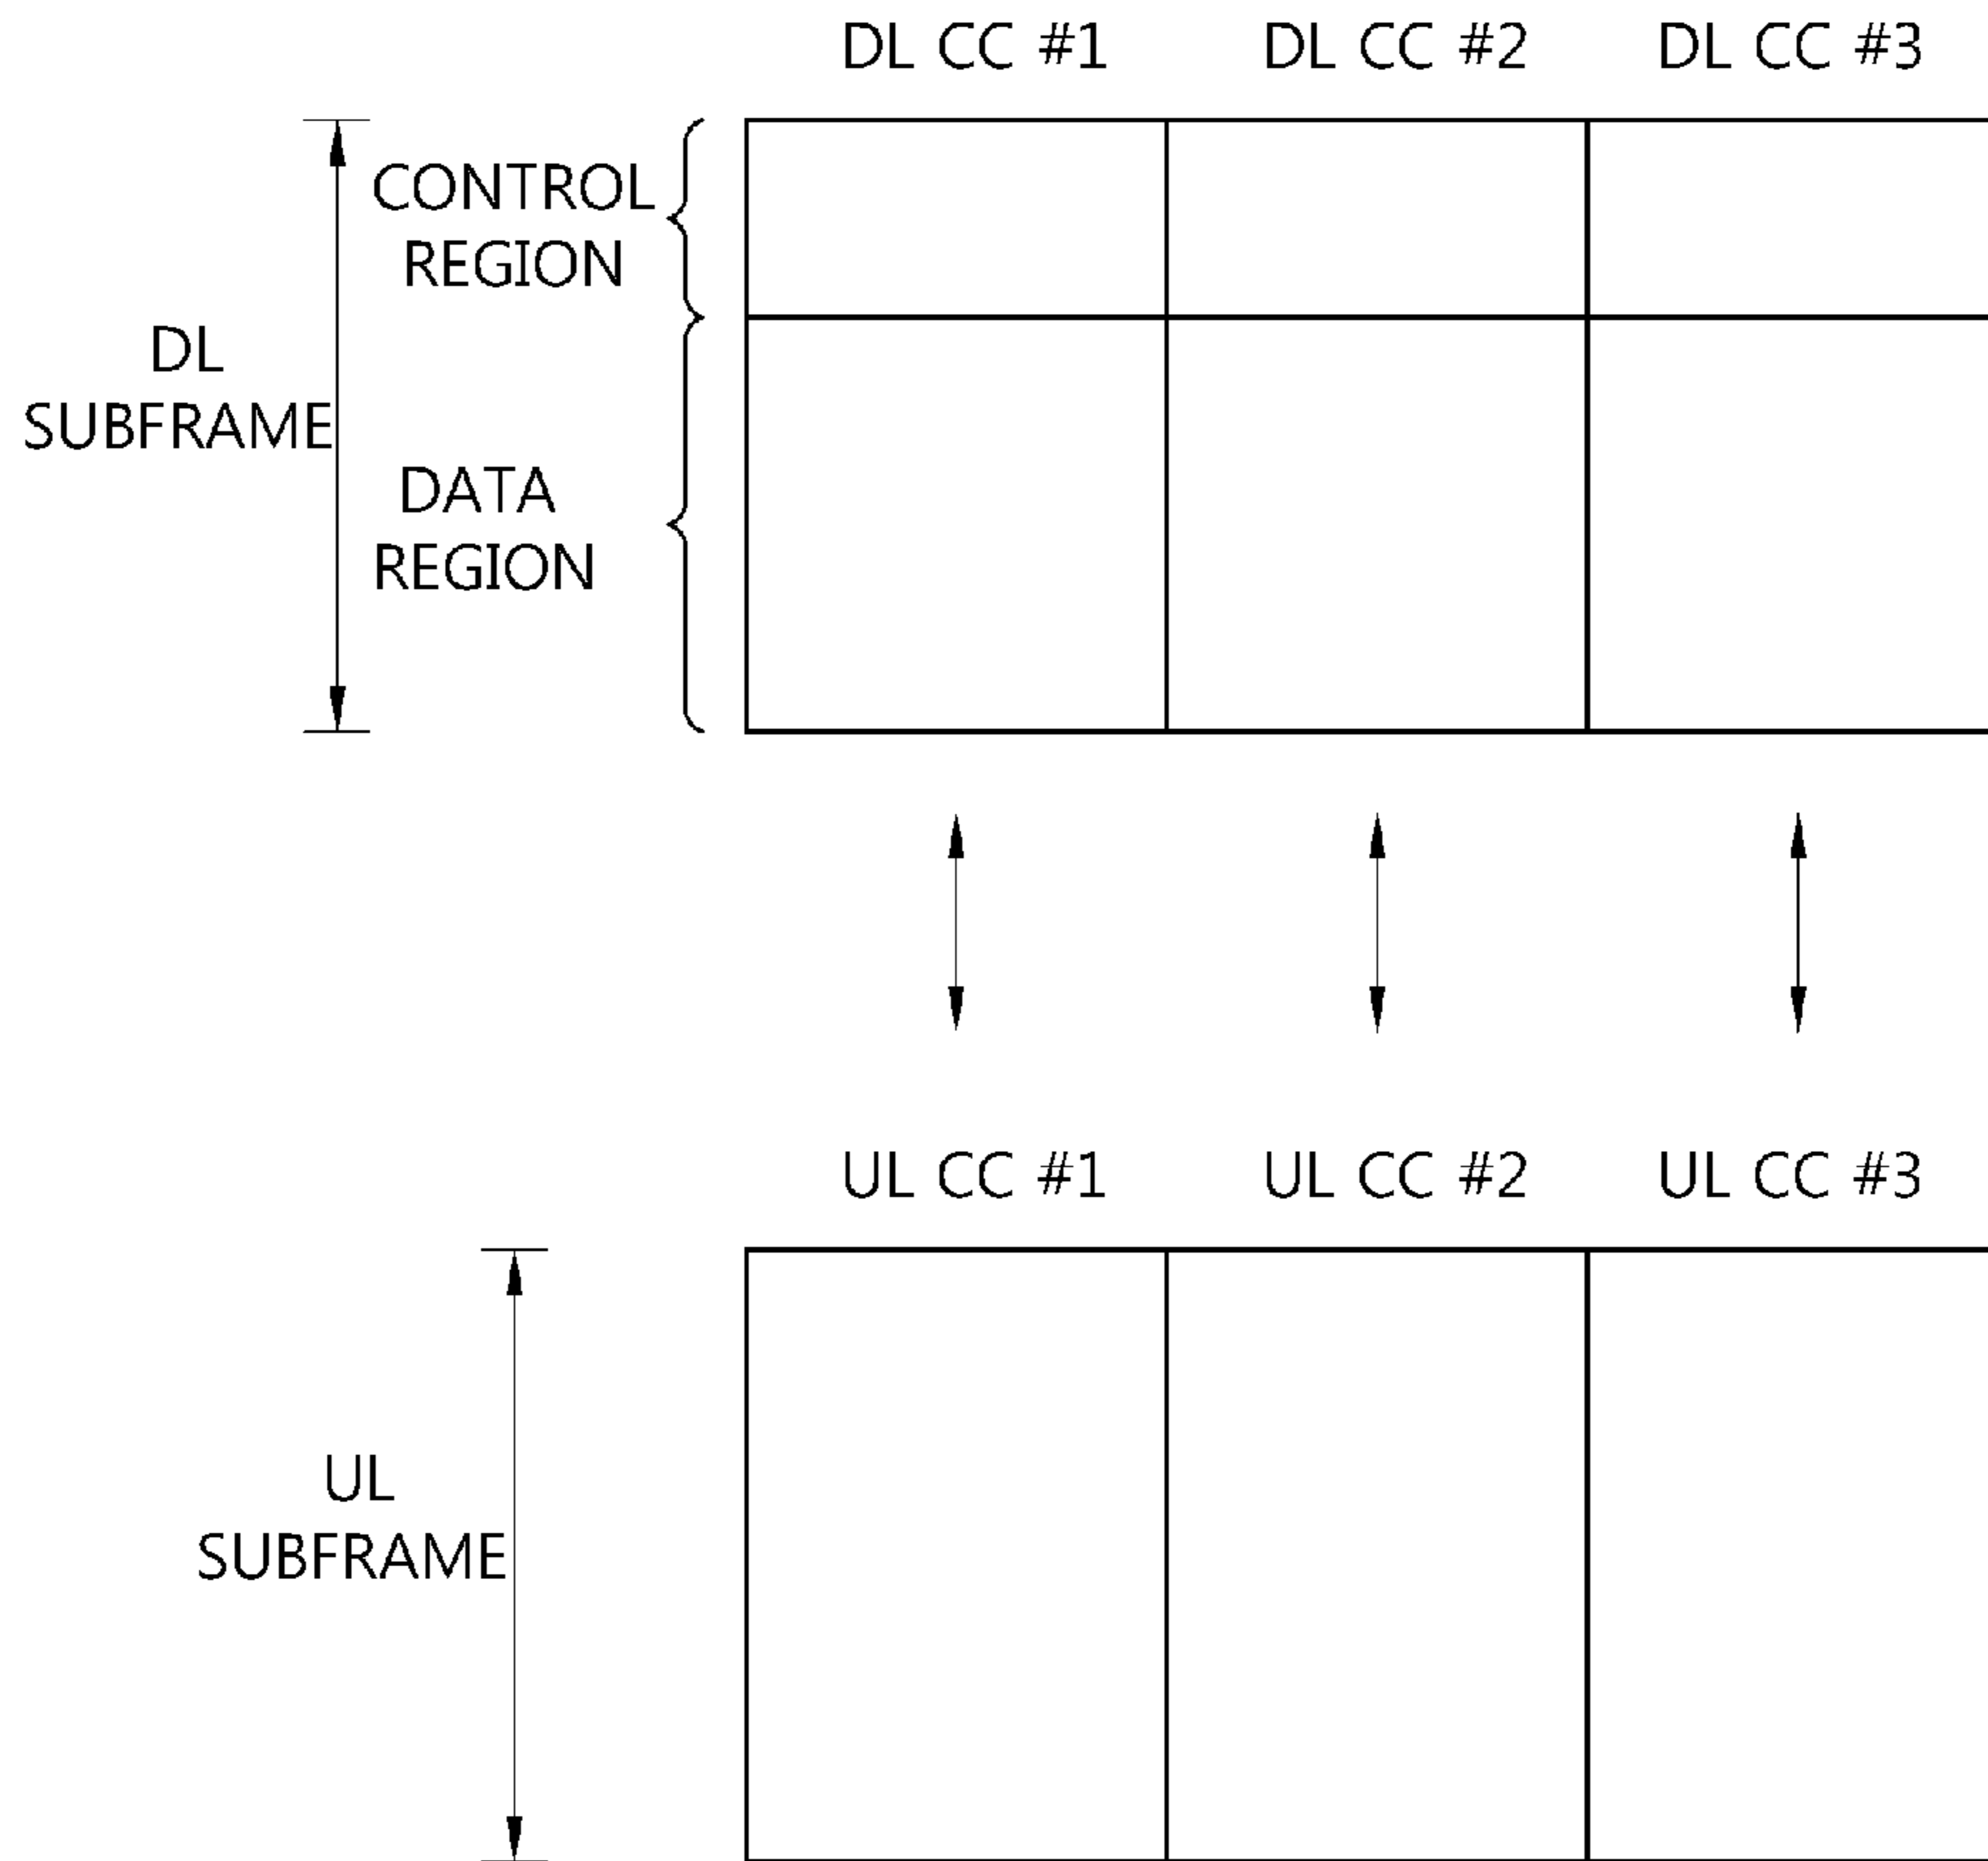 DL CC #1 DL CC #2 DL CC #3
CONTROL
REGION
DL
SUBFRAME
DATA
REGION
UL CC #1 UL CC #2 UL CC #3
UL
SUBFRAME